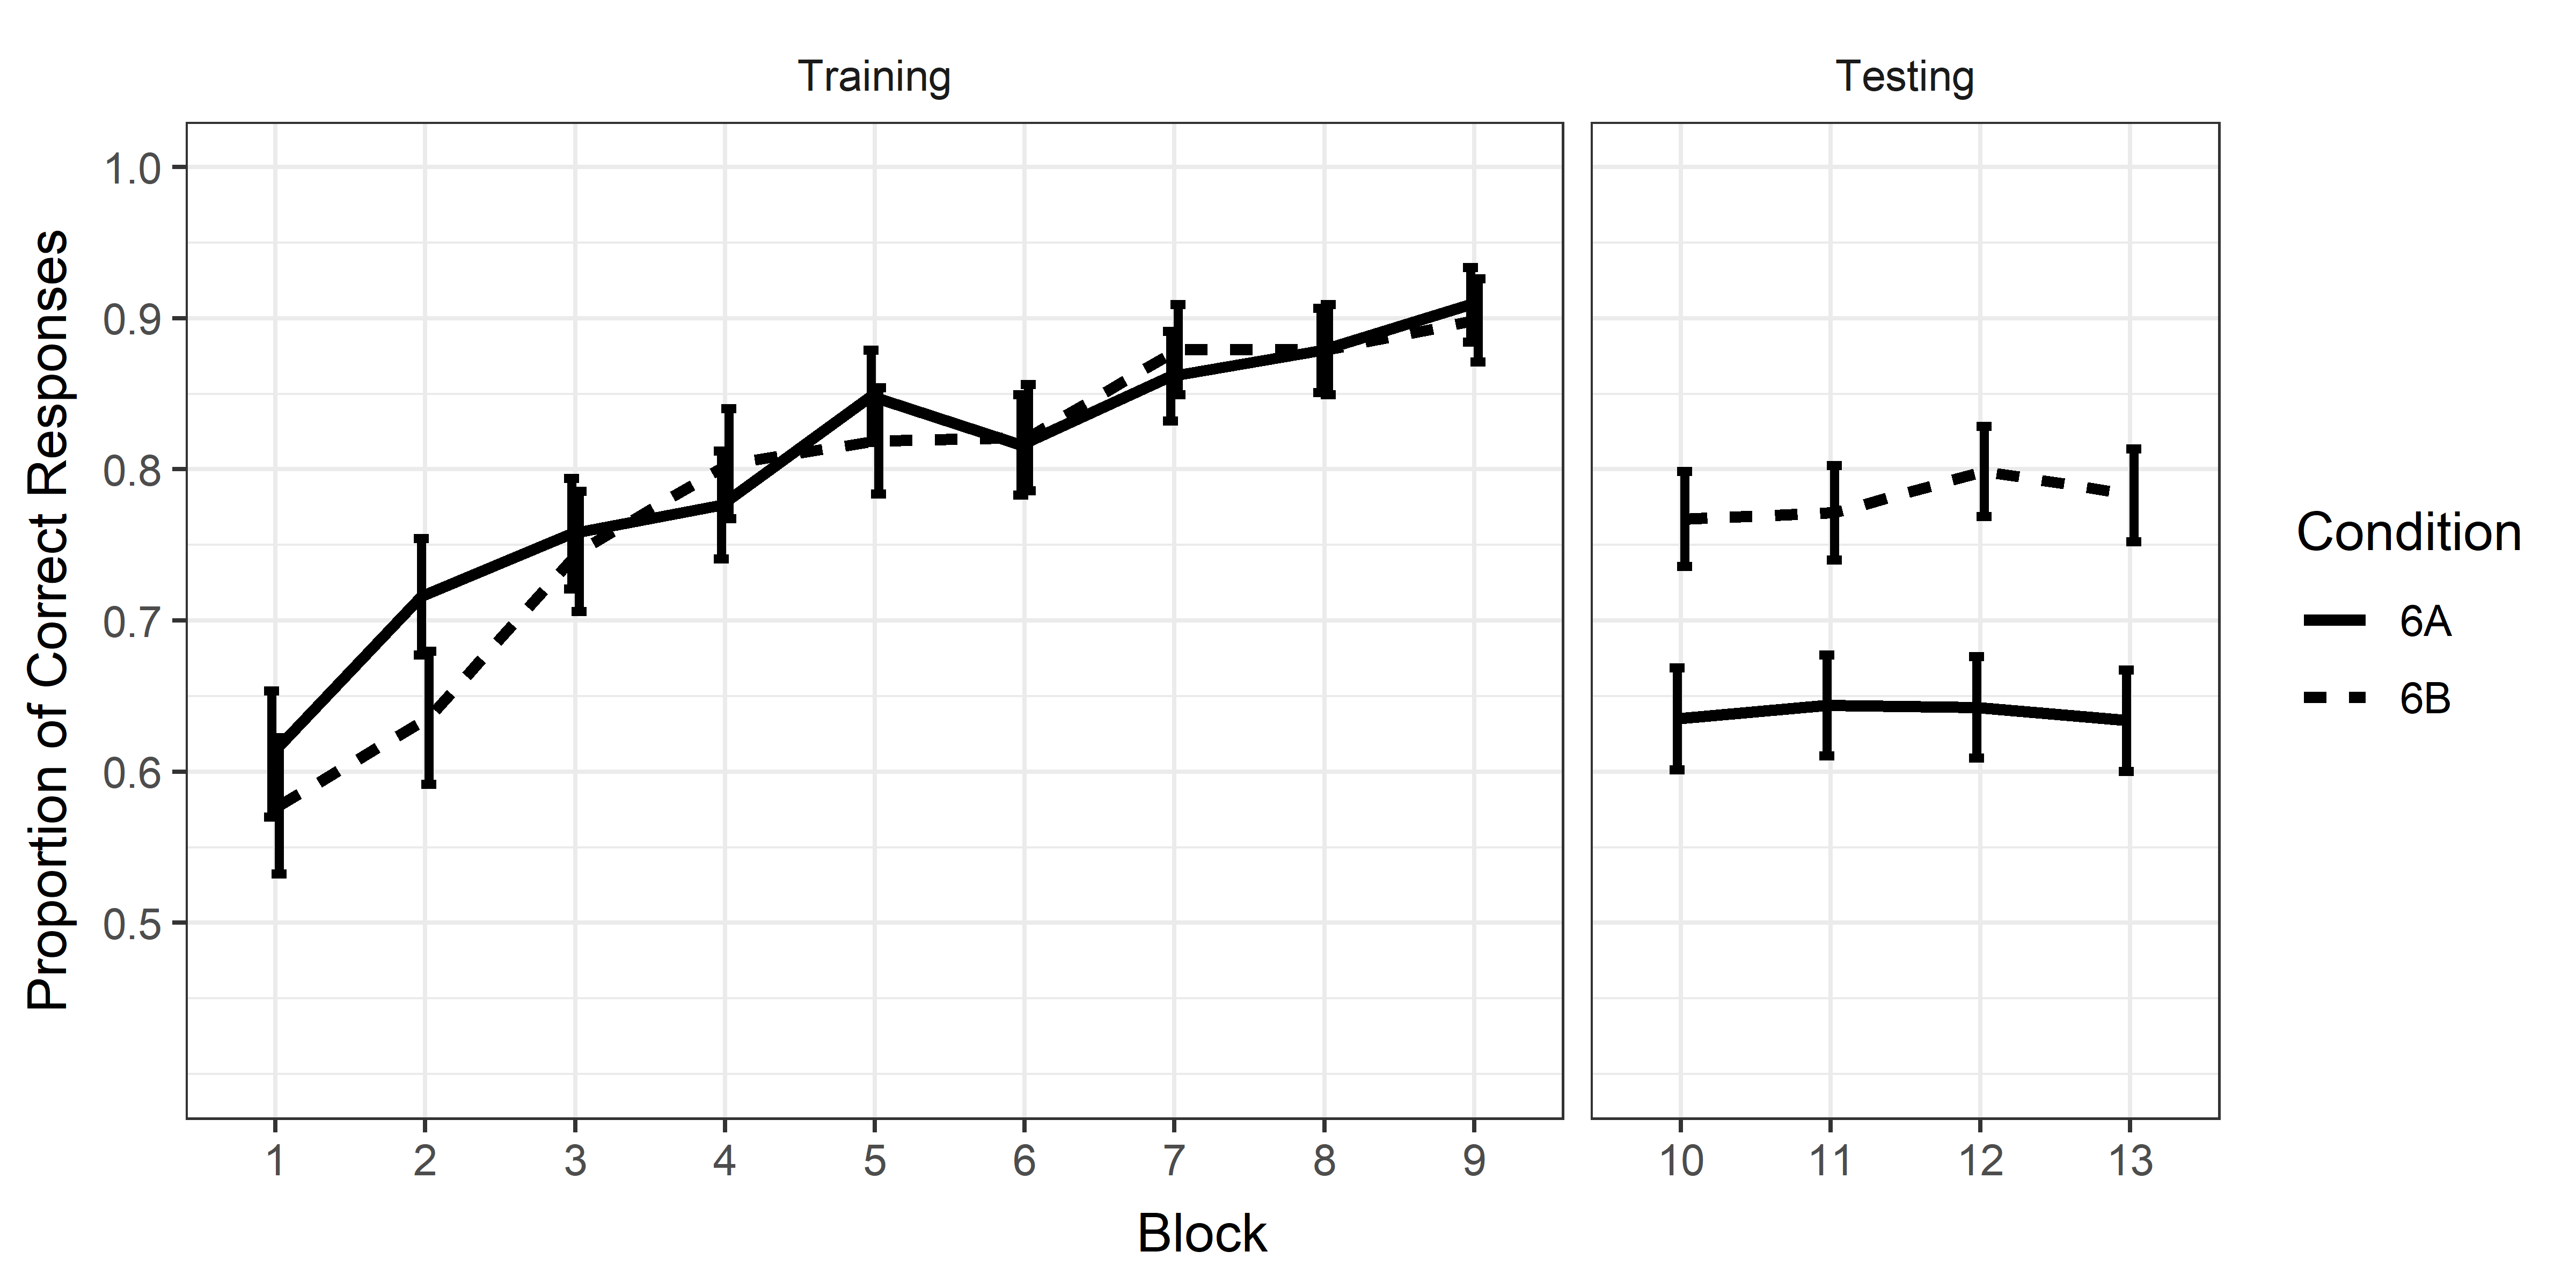 Training
Testing
Proportion of Correct Responses
1.0
0.9
0.8
0.7
0.6
0.5
1 2 3 4 5 6 7 8 9
10 11 12 13
Block
Condition
6A
6B